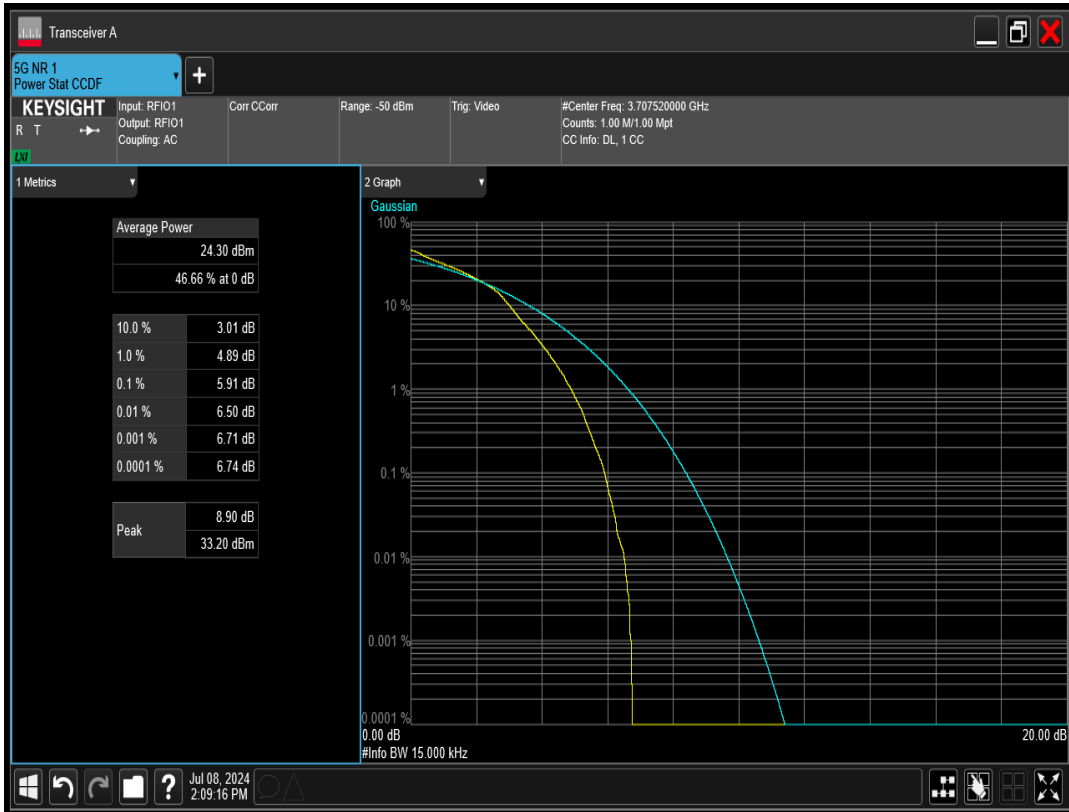 Transceiver A
5G NR 1
Power Stat CCDF
+
KEYSIGHT
R T
LXI
Input: RFIO1
Output: RFIO1
Coupling: AC
Corr CCorr
Range: -50 dBm
Trig: Video
#Center Freq: 3.707520000 GHz
Counts: 1.00 M/1.00 Mpt
CC Info: DL, 1 CC
1 Metrics
Average Power
24.30 dBm
46.66 % at 0 dB
10.0 % 3.01 dB
1.0 % 4.89 dB
0.1 % 5.91 dB
0.01 % 6.50 dB
0.001 % 6.71 dB
0.0001 % 6.74 dB
Peak
8.90 dB
33.20 dBm
2 Graph
Gaussian
100 %
10 %
1 %
0.1 %
0.01 %
0.001 %
0.0001 %
0.00 dB 20.00 dB
#Info BW 15.000 kHz
?
Jul 08, 2024
2:09:16 PM